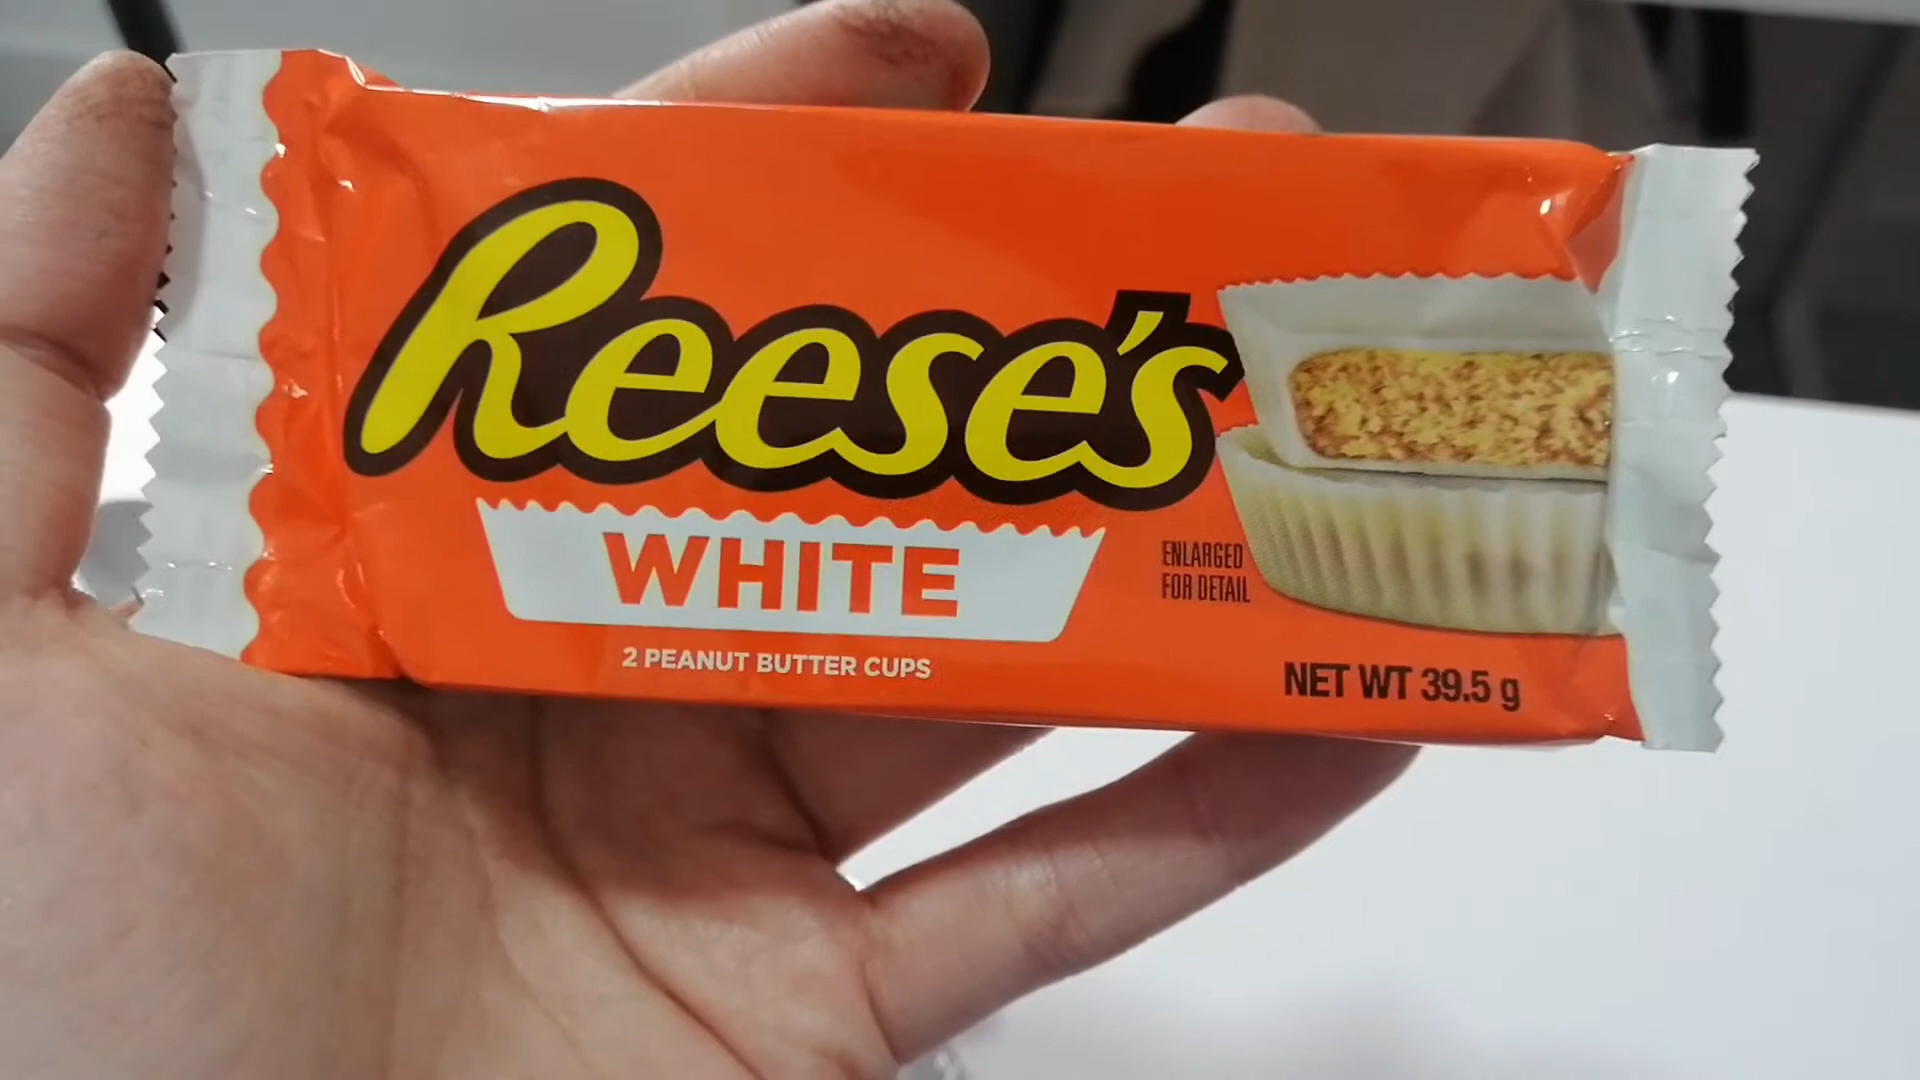 Reese's
WHITE
2 PEANUT BUTTER CUPS
ENLARGED
FOR DETAIL
NET WT 39.5 g